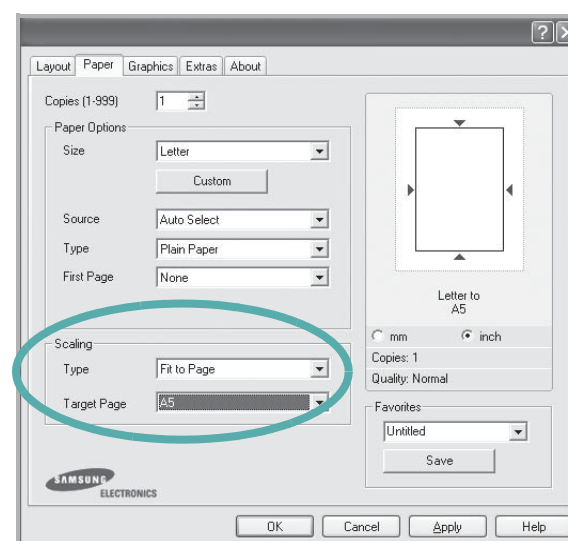 Layout Paper Graphics Extras About
Copies (1-999) 1
Paper Options
Size Letter
Custom
Source Auto Select
Type Plain Paper
First Page None
Letter to
A5
mm inch
Copies: 1
Quality: Normal
Scaling
Type Fit to Page
Target Page A5
Favorites
Untitled
Save
SAMSUNG
ELECTRONICS
OK Cancel Apply Help